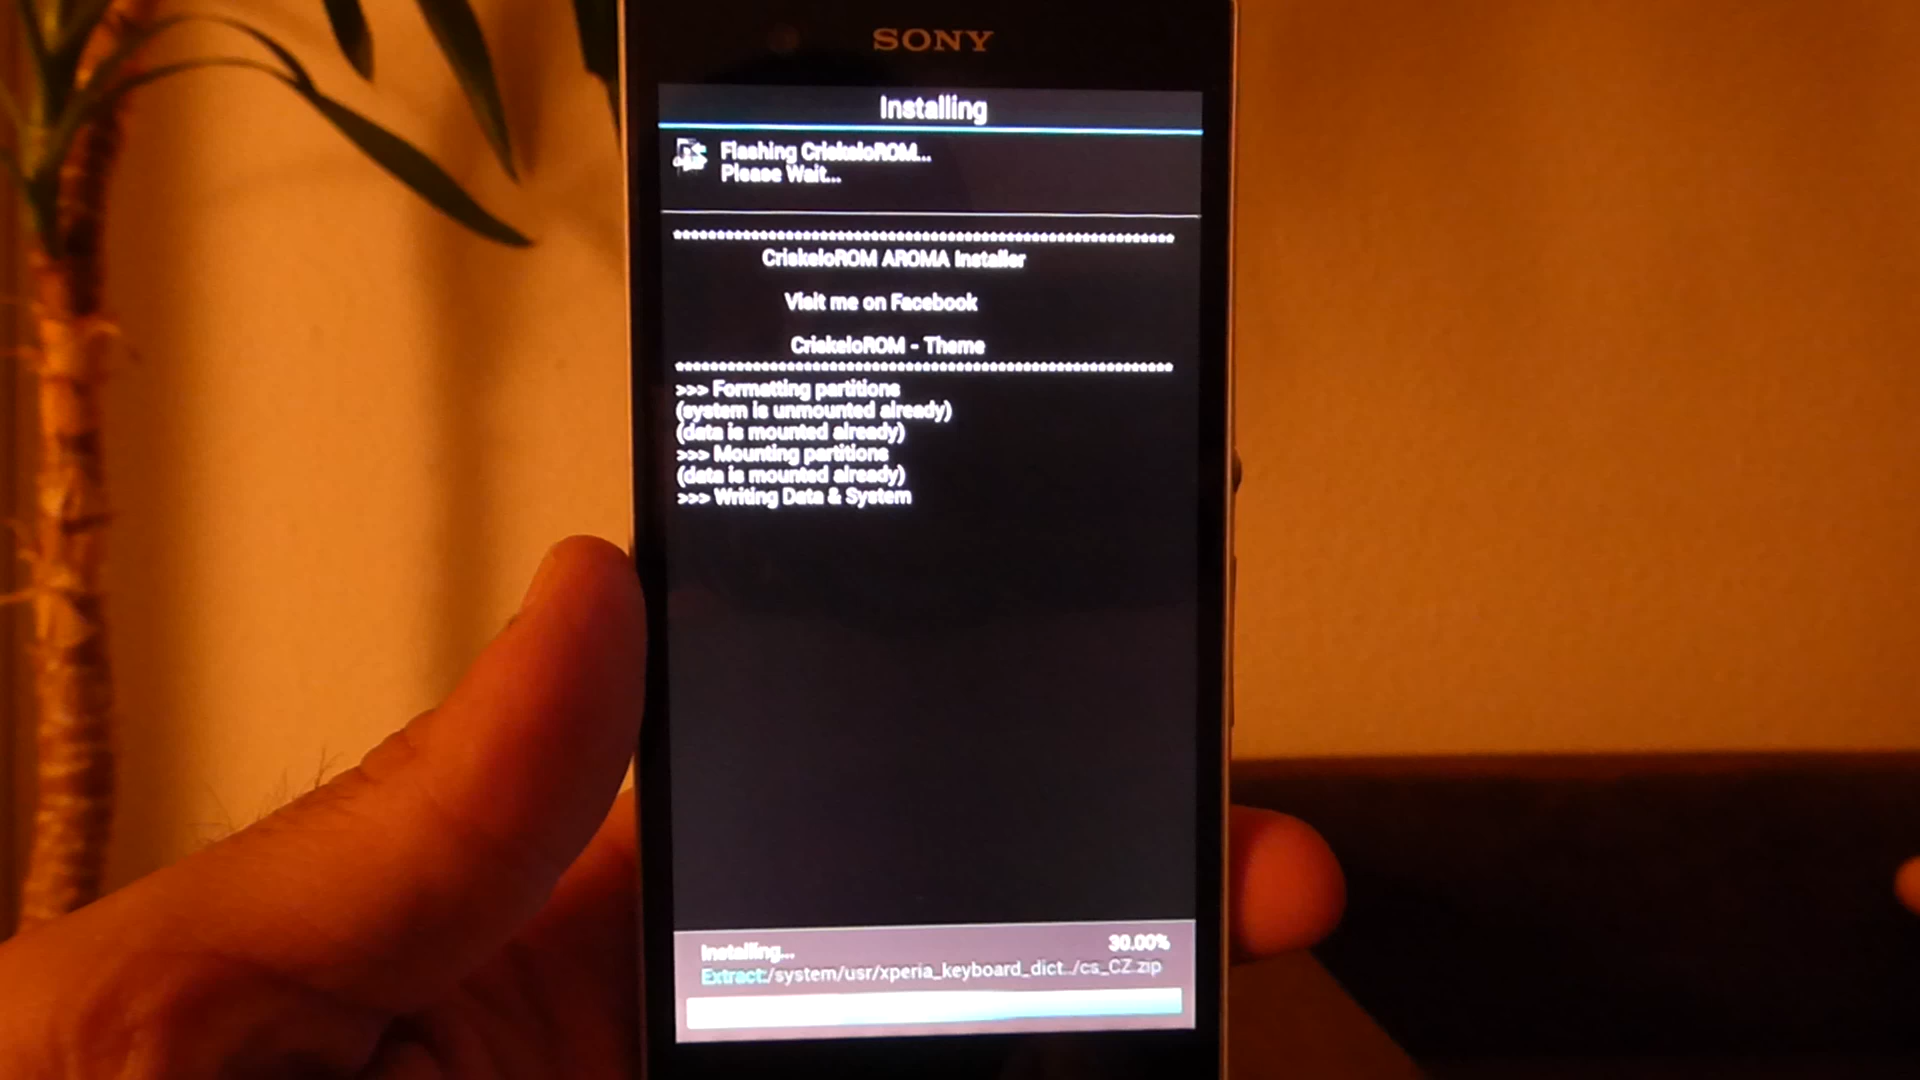 SONY
Installing
Flashing CriskeloROM...
Please Wait...
CriskeloROM AROMA Installer
Visit me on Facebook
CriskeloROM - Theme
>>> Formatting partitions
(system is unmounted already)
(data is mounted already)
>>> Mounting partitions
(data is mounted already)
>>> Writing Data & System
Installing... 30.00%
Extract:/system/usr/xperia_keyboard_dict../cs_CZ.zip